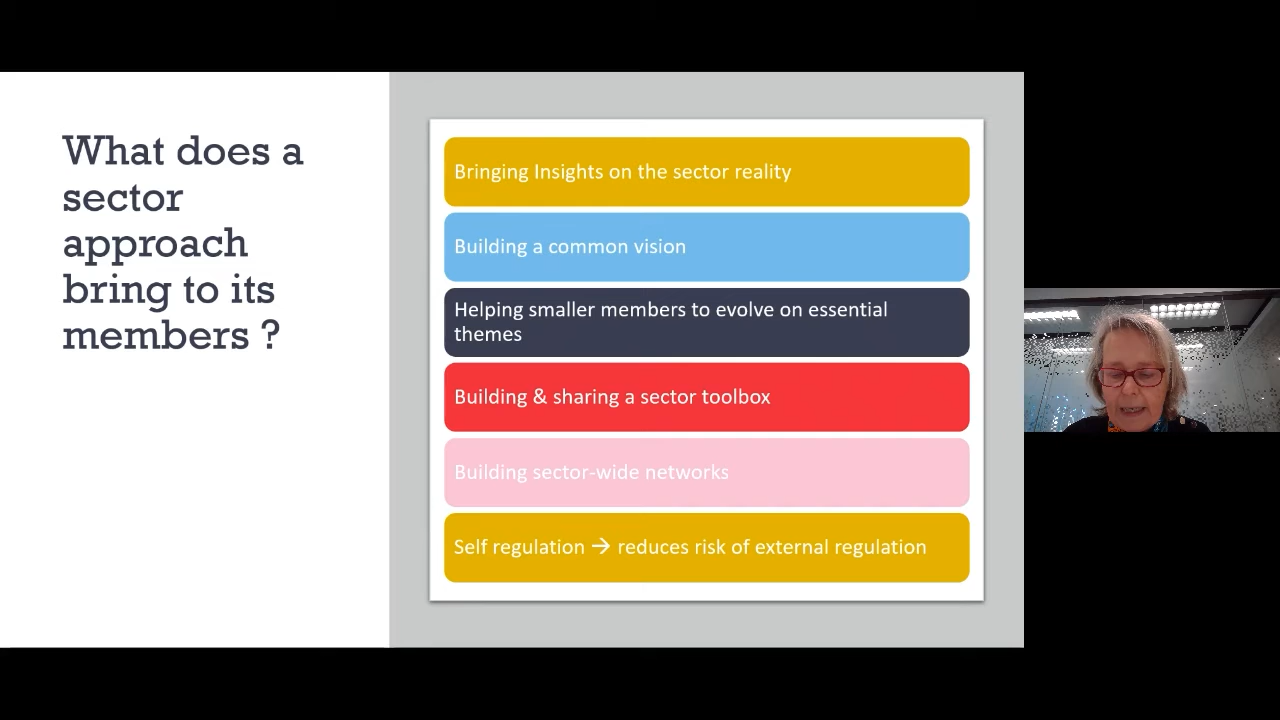 What does a
sector
approach
bring to its
members ?
Bringing Insights on the sector reality
Building a common vision
Helping smaller members to evolve on essential
themes
Building & sharing a sector toolbox
Building sector-wide networks
Self regulation → reduces risk of external regulation